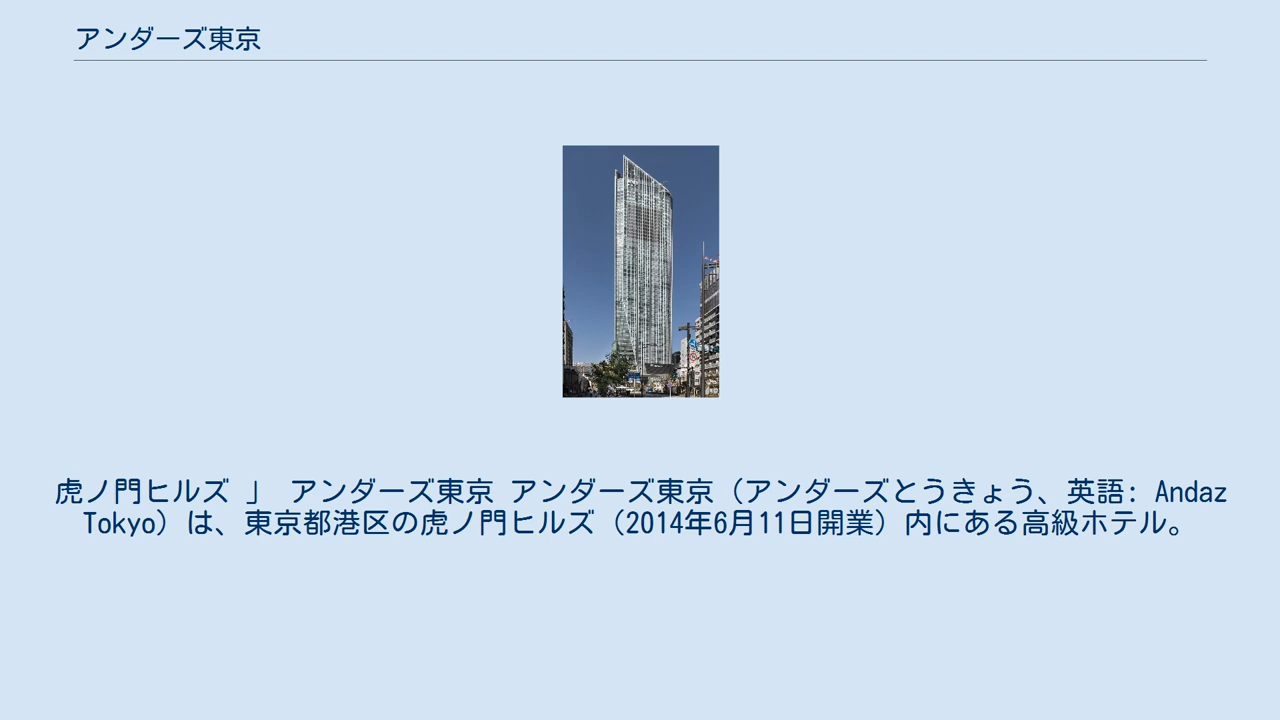 アンダーズ東京
虎ノ門ヒルズ 」 アンダーズ東京 アンダーズ東京（アンダーズとうきょう、英語: Andaz
Tokyo）は、東京都港区の虎ノ門ヒルズ（2014年6月11日開業）内にある高級ホテル。